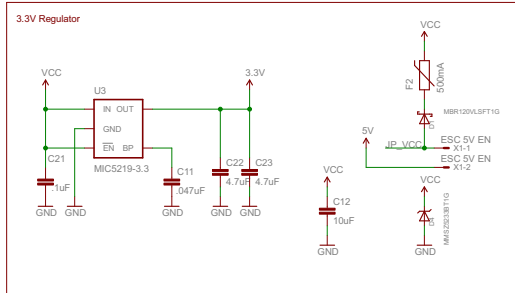 3.3V Regulator
VCC
U3
3.3V
IN OUT
GND
EN BP
MIC5219-3.3
C21
.1uF
GND
GND
C11
.047uF
GND
C22
4.7uF
GND
C23
4.7uF
GND
VCC
C12
10uF
GND
VCC
F2
500mA
MBR120VLSFT1G
5V
JP_VCC
ESC 5V EN
X1-1
ESC 5V EN
X1-2
VCC
D4
MMSZ5233BT1G
GND